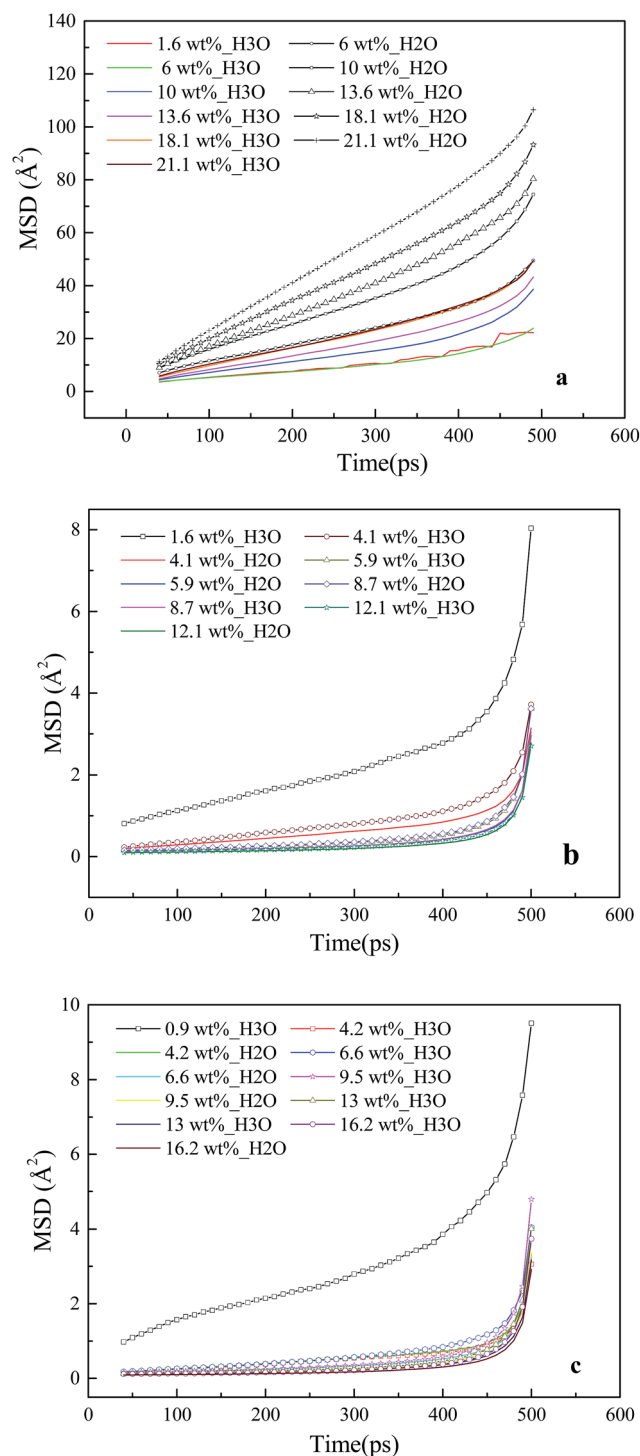 140
120
100
80
60
40
20
0
MSD (Å²)
1.6 wt%_H3O
6 wt%_H3O
10 wt%_H3O
13.6 wt%_H3O
18.1 wt%_H3O
21.1 wt%_H3O
6 wt%_H2O
10 wt%_H2O
13.6 wt%_H2O
18.1 wt%_H2O
21.1 wt%_H2O
a
0 100 200 300 400 500 600
Time(ps)
8
6
4
2
0
MSD (Å²)
1.6 wt%_H3O
4.1 wt%_H2O
5.9 wt%_H2O
8.7 wt%_H3O
12.1 wt%_H2O
4.1 wt%_H3O
5.9 wt%_H3O
8.7 wt%_H2O
12.1 wt%_H3O
b
0 100 200 300 400 500 600
Time(ps)
10
8
6
4
2
0
MSD (Å²)
0.9 wt%_H3O
4.2 wt%_H2O
6.6 wt%_H2O
9.5 wt%_H2O
13 wt%_H3O
16.2 wt%_H2O
4.2 wt%_H3O
6.6 wt%_H3O
9.5 wt%_H3O
13 wt%_H3O
16.2 wt%_H3O
c
0 100 200 300 400 500 600
Time(ps)